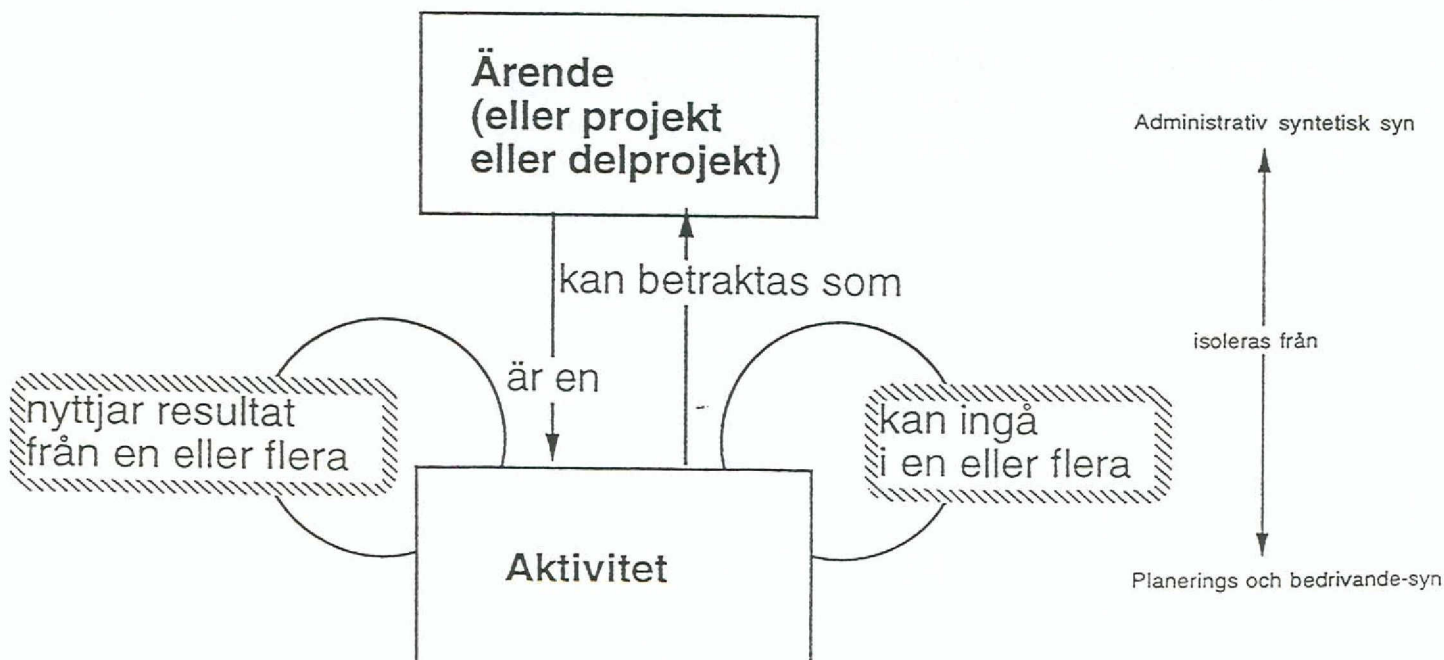 Ärende
(eller projekt
eller delprojekt)
Administrativ syntetisk syn
kan betraktas som
isoleras från
är en
nyttjar resultat
från en eller flera
kan ingå
i en eller flera
Aktivitet
Planerings och bedrivande-syn